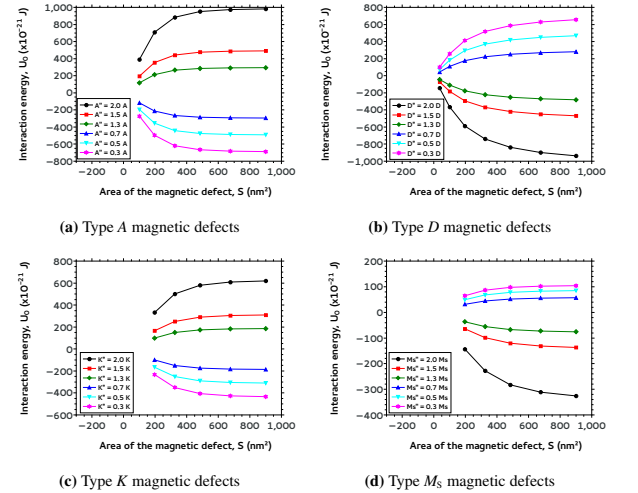 Interaction energy, U₀ (x10⁻²¹ J)
1,000
800
600
400
200
0
−200
−400
−600
−800
A" = 2.0 A
A" = 1.5 A
A" = 1.3 A
A" = 0.7 A
A" = 0.5 A
A" = 0.3 A
−200 0 200 400 600 800 1,000
Area of the magnetic defect, S (nm²)
(a) Type A magnetic defects
Interaction energy, U₀ (x10⁻²¹ J)
800
600
400
200
0
−200
−400
−600
−800
−1,000
D" = 2.0 D
D" = 1.5 D
D" = 1.3 D
D" = 0.7 D
D" = 0.5 D
D" = 0.3 D
−200 0 200 400 600 800 1,000
Area of the magnetic defect, S (nm²)
(b) Type D magnetic defects
Interaction energy, U₀ (x10⁻²¹ J)
800
600
400
200
0
−200
−400
−600
K" = 2.0 K
K" = 1.5 K
K" = 1.3 K
K" = 0.7 K
K" = 0.5 K
K" = 0.3 K
−200 0 200 400 600 800 1,000
Area of the magnetic defect, S (nm²)
(c) Type K magnetic defects
Interaction energy, U₀ (x10⁻²¹ J)
200
100
0
−100
−200
−300
−400
Ms" = 2.0 Ms
Ms" = 1.5 Ms
Ms" = 1.3 Ms
Ms" = 0.7 Ms
Ms" = 0.5 Ms
Ms" = 0.3 Ms
−200 0 200 400 600 800 1,000
Area of the magnetic defect, S (nm²)
(d) Type Mₛ magnetic defects